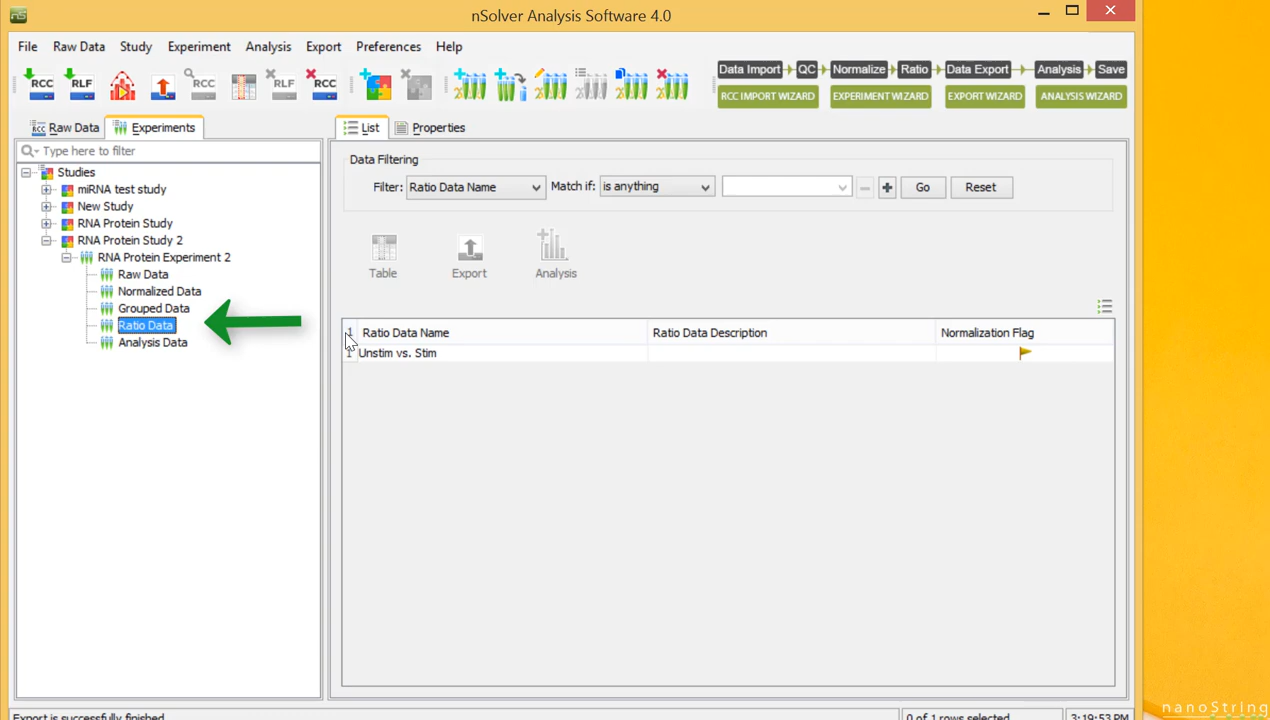 nS nSolver Analysis Software 4.0
File Raw Data Study Experiment Analysis Export Preferences Help
RCC RLF RCC RLF RCC
Data Import QC Normalize Ratio Data Export Analysis Save
RCC IMPORT WIZARD EXPERIMENT WIZARD EXPORT WIZARD ANALYSIS WIZARD
RCC Raw Data Experiments List Properties
Type here to filter
Data Filtering
Studies
miRNA test study
New Study
RNA Protein Study
RNA Protein Study 2
RNA Protein Experiment 2
Raw Data
Normalized Data
Grouped Data
Ratio Data
Analysis Data
Filter: Ratio Data Name Match if: is anything Go Reset
Table Export Analysis
1 Ratio Data Name Ratio Data Description Normalization Flag
1 Unstim vs. Stim
Export is successfully finished 0 of 1 rows selected 3:19:53 PM
nanoString